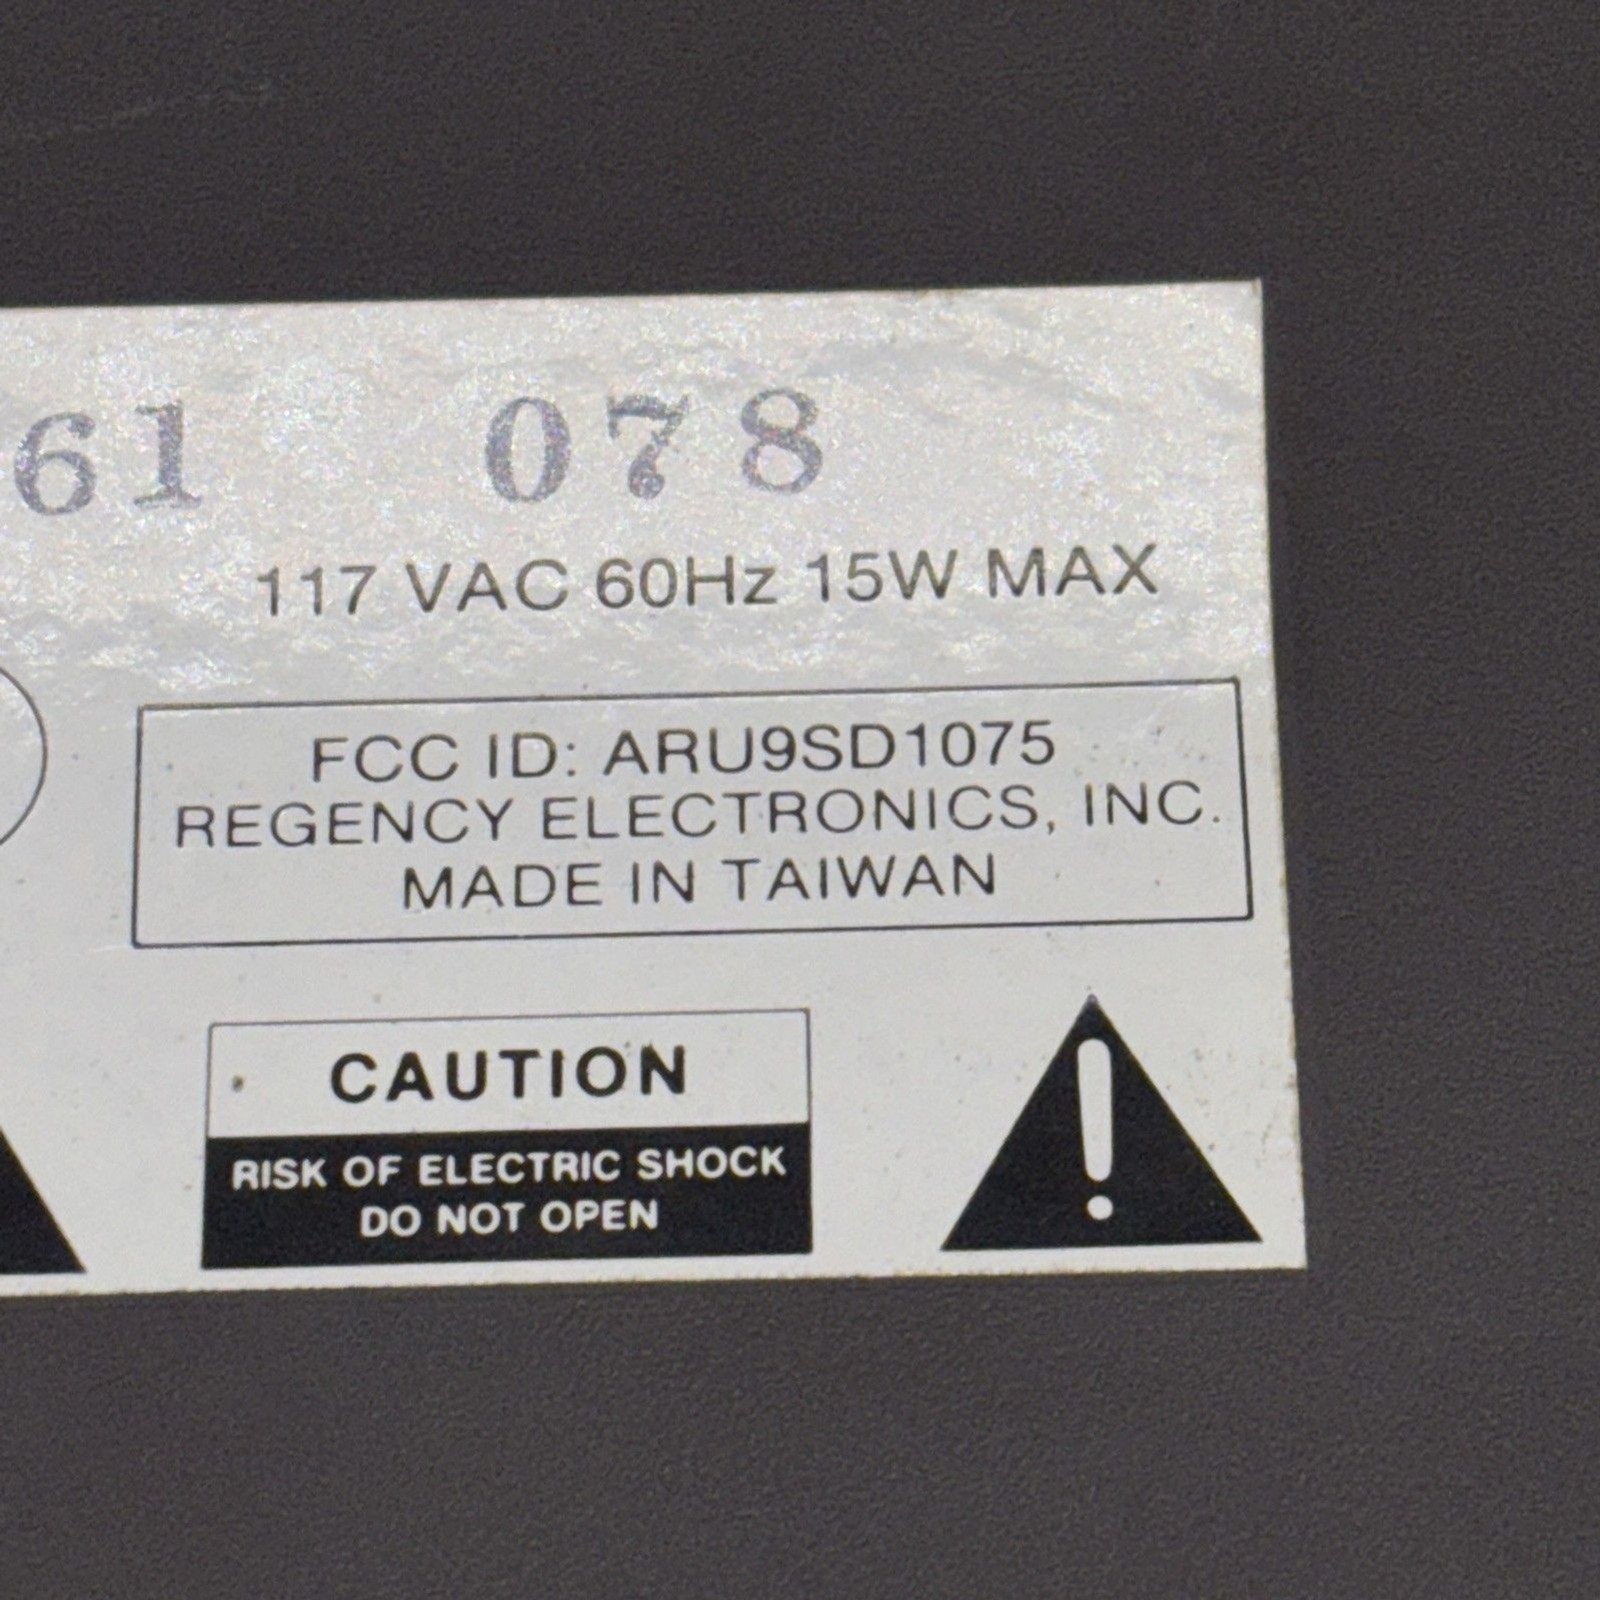 61 078
117 VAC 60Hz 15W MAX
FCC ID: ARU9SD1075
REGENCY ELECTRONICS, INC.
MADE IN TAIWAN
CAUTION
RISK OF ELECTRIC SHOCK
DO NOT OPEN
!